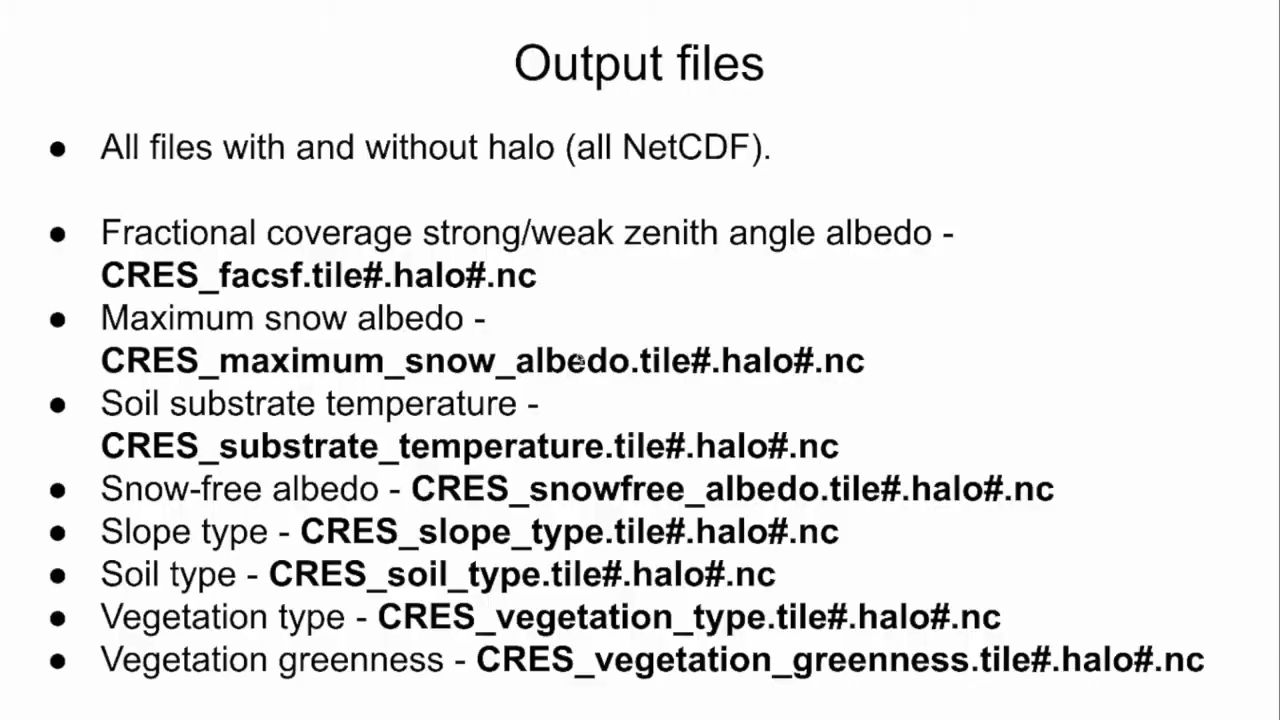 Output files
● All files with and without halo (all NetCDF).
● Fractional coverage strong/weak zenith angle albedo -
CRES_facsf.tile#.halo#.nc
● Maximum snow albedo -
CRES_maximum_snow_albedo.tile#.halo#.nc
● Soil substrate temperature -
CRES_substrate_temperature.tile#.halo#.nc
● Snow-free albedo - CRES_snowfree_albedo.tile#.halo#.nc
● Slope type - CRES_slope_type.tile#.halo#.nc
● Soil type - CRES_soil_type.tile#.halo#.nc
● Vegetation type - CRES_vegetation_type.tile#.halo#.nc
● Vegetation greenness - CRES_vegetation_greenness.tile#.halo#.nc